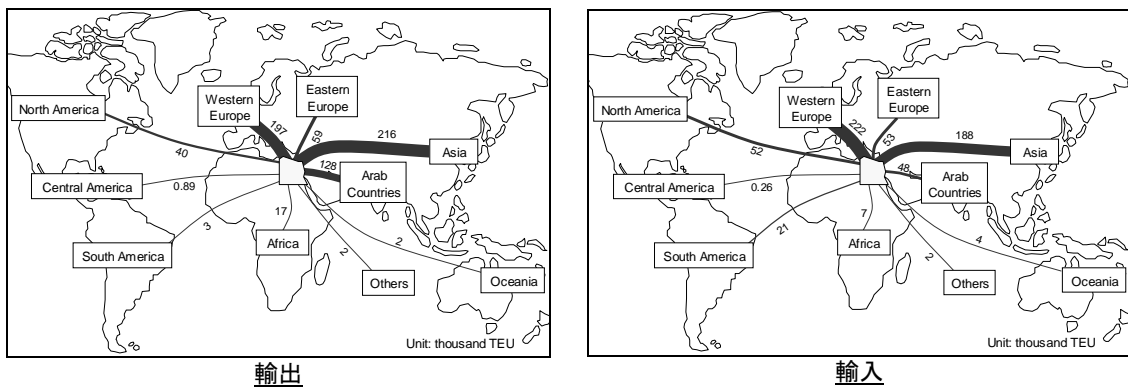 North America
Western
Europe
Eastern
Europe
197
59
216
Asia
40
128
Arab
Countries
Central America
0.89
17
3
South America
Africa
2
2
Others
Oceania
Unit: thousand TEU
輸出
North America
Western
Europe
Eastern
Europe
222
53
188
Asia
52
48
Arab
Countries
Central America
0.26
7
21
South America
Africa
4
2
Others
Oceania
Unit: thousand TEU
輸入